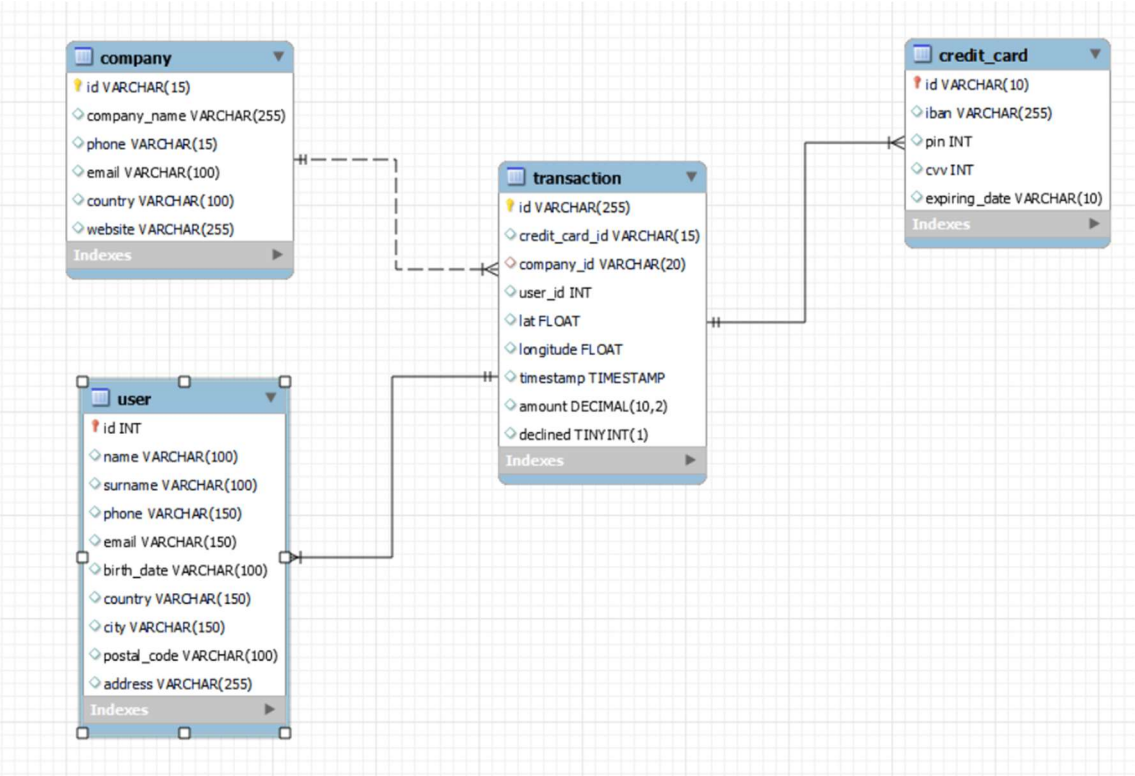 company
id VARCHAR(15)
company_name VARCHAR(255)
phone VARCHAR(15)
email VARCHAR(100)
country VARCHAR(100)
website VARCHAR(255)
Indexes
user
id INT
name VARCHAR(100)
surname VARCHAR(100)
phone VARCHAR(150)
email VARCHAR(150)
birth_date VARCHAR(100)
country VARCHAR(150)
city VARCHAR(150)
postal_code VARCHAR(100)
address VARCHAR(255)
Indexes
transaction
id VARCHAR(255)
credit_card_id VARCHAR(15)
company_id VARCHAR(20)
user_id INT
lat FLOAT
longitude FLOAT
timestamp TIMESTAMP
amount DECIMAL(10,2)
declined TINYINT(1)
Indexes
credit_card
id VARCHAR(10)
iban VARCHAR(255)
pin INT
cvv INT
expiring_date VARCHAR(10)
Indexes